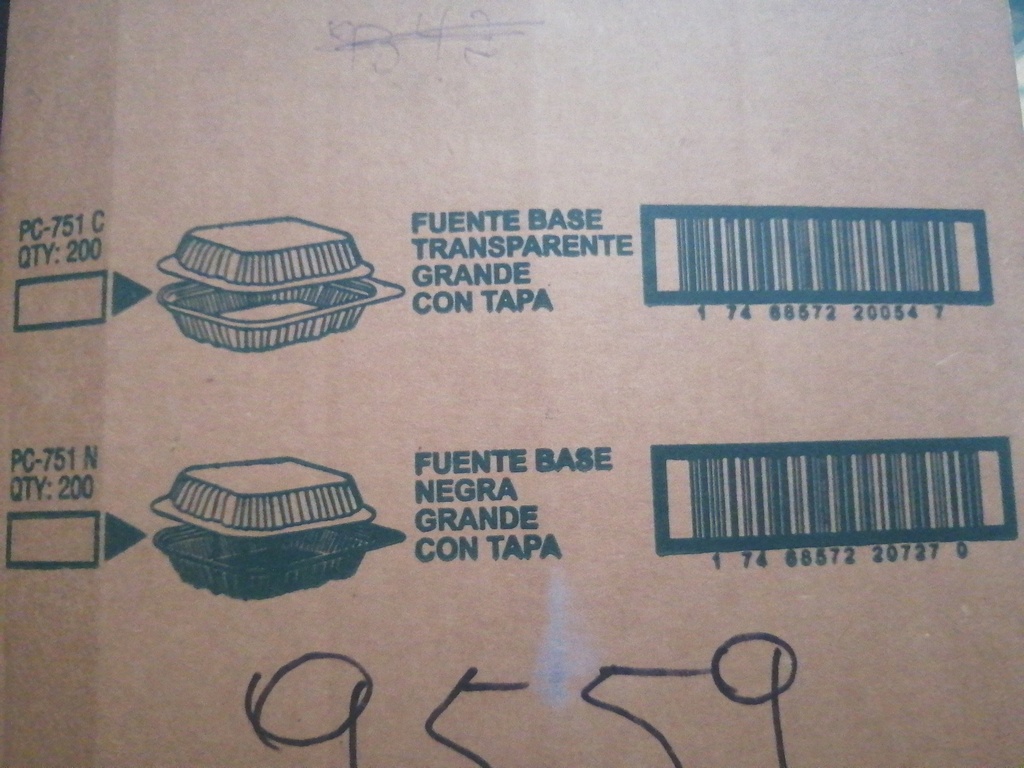 PC-751 C
QTY: 200
FUENTE BASE
TRANSPARENTE
GRANDE
CON TAPA
1 74 68572 20054 7
PC-751 N
QTY: 200
FUENTE BASE
NEGRA
GRANDE
CON TAPA
1 74 68572 20727 0
9559